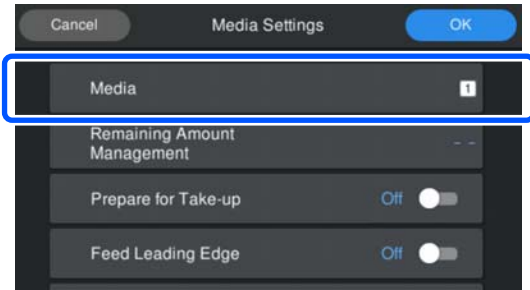 Cancel Media Settings OK
Media 1
Remaining Amount
Management - -
Prepare for Take-up Off
Feed Leading Edge Off